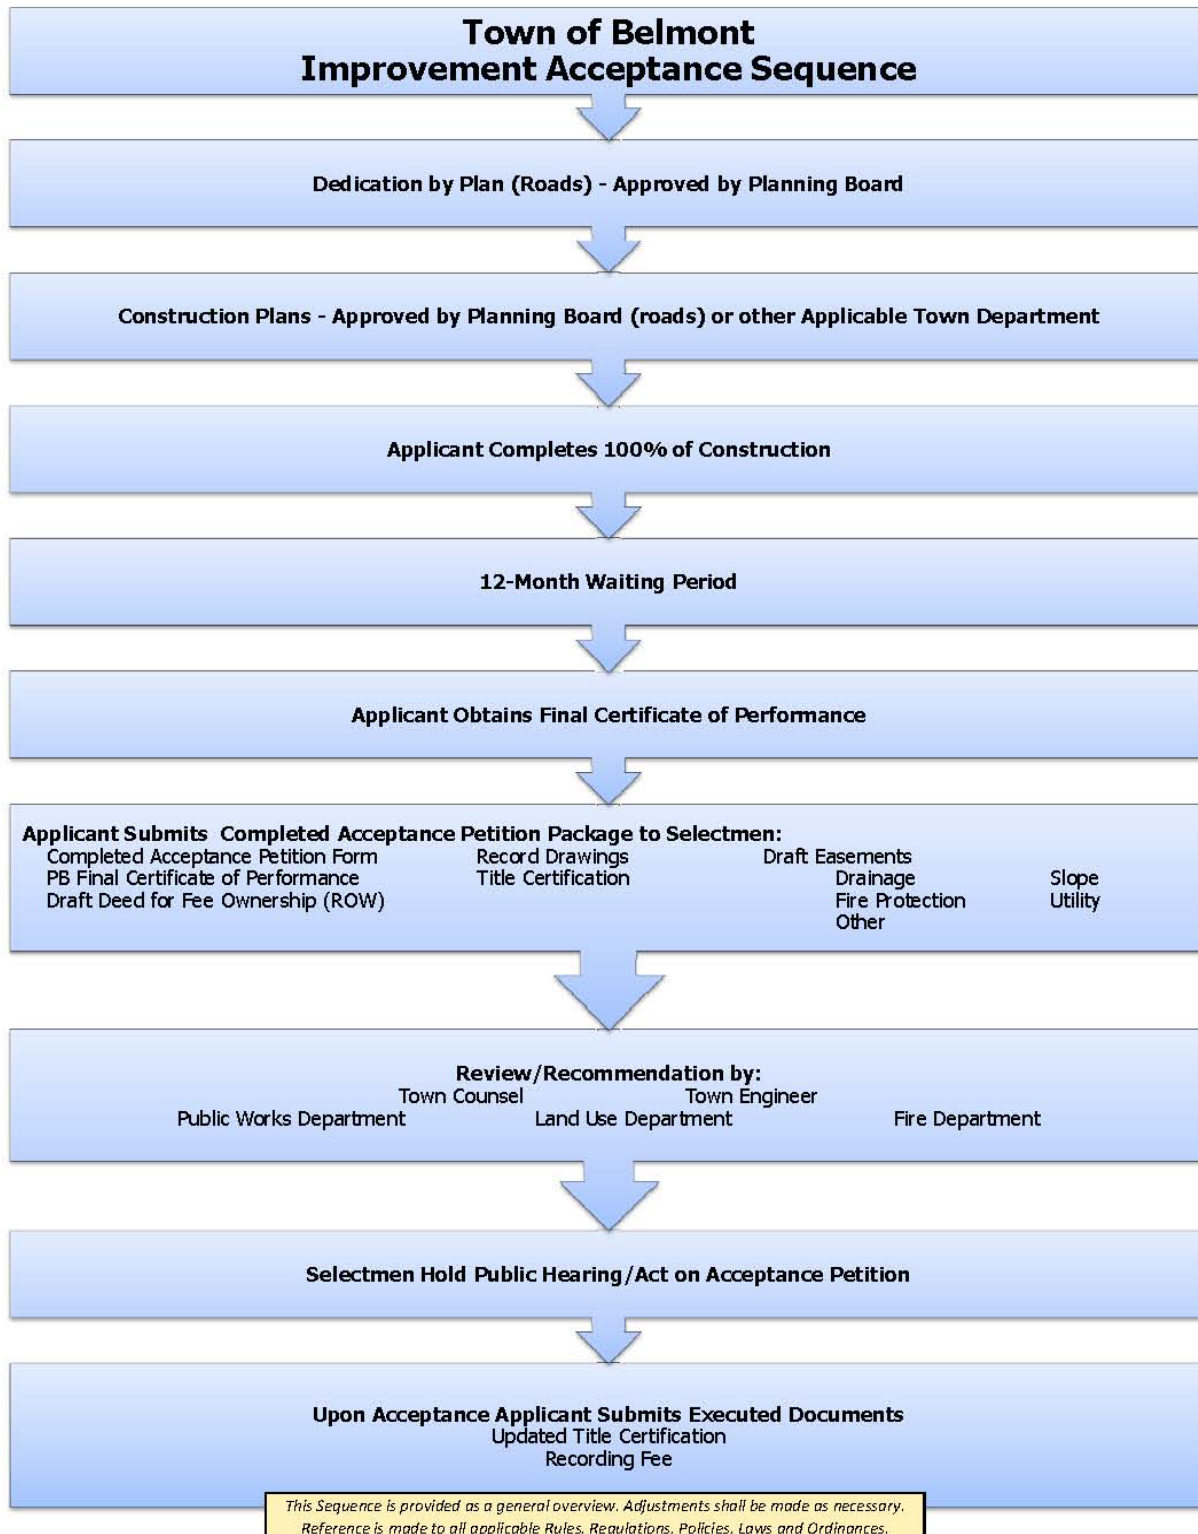 Town of Belmont
Improvement Acceptance Sequence
Dedication by Plan (Roads) - Approved by Planning Board
Construction Plans - Approved by Planning Board (roads) or other Applicable Town Department
Applicant Completes 100% of Construction
12-Month Waiting Period
Applicant Obtains Final Certificate of Performance
Applicant Submits Completed Acceptance Petition Package to Selectmen:
Completed Acceptance Petition Form Record Drawings Draft Easements
PB Final Certificate of Performance Title Certification Drainage Slope
Draft Deed for Fee Ownership (ROW) Fire Protection Utility
Other
Review/Recommendation by:
Town Counsel Town Engineer
Public Works Department Land Use Department Fire Department
Selectmen Hold Public Hearing/Act on Acceptance Petition
Upon Acceptance Applicant Submits Executed Documents
Updated Title Certification
Recording Fee
This Sequence is provided as a general overview. Adjustments shall be made as necessary.
Reference is made to all applicable Rules, Regulations, Policies, Laws and Ordinances.